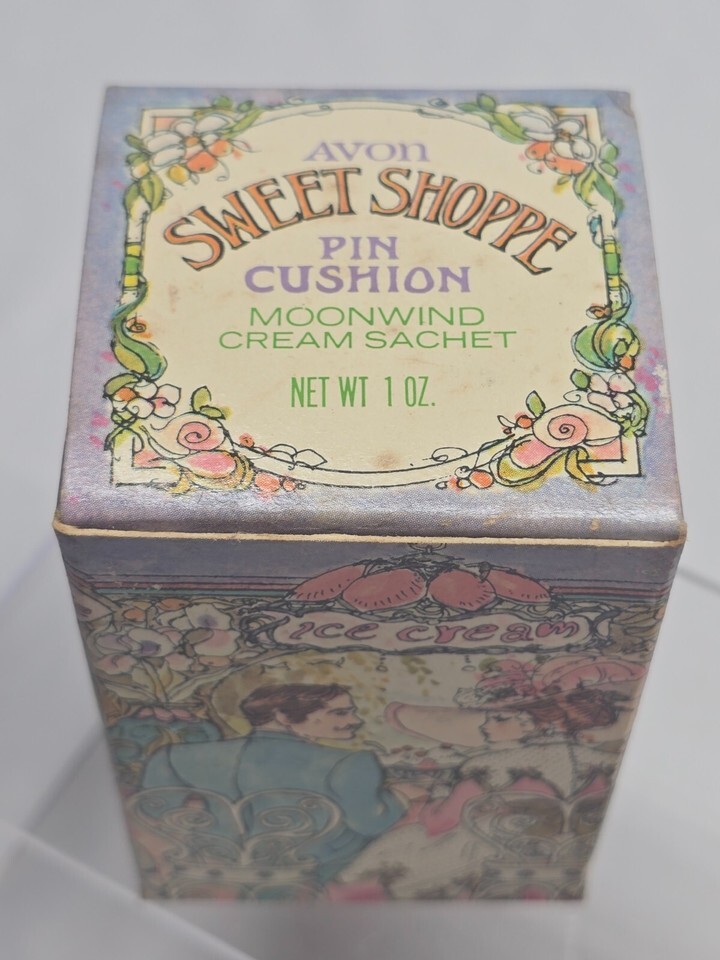 AVON
SWEET SHOPPE
PIN
CUSHION
MOONWIND
CREAM SACHET
NET WT 1 OZ.
ice cream